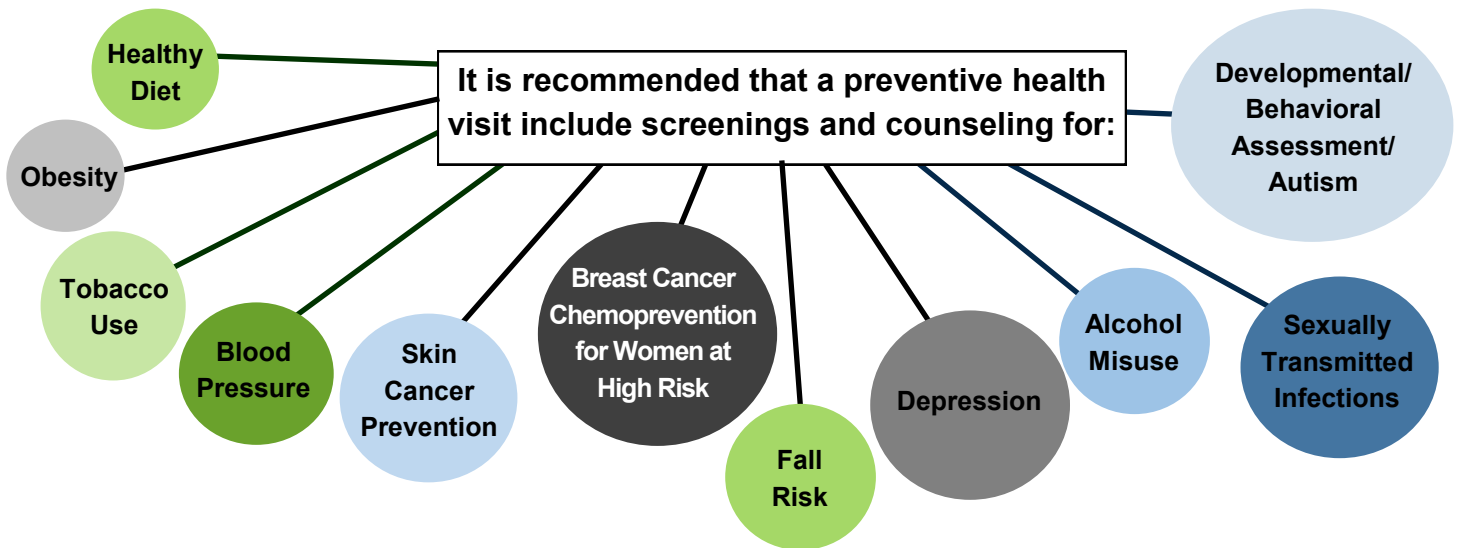 It is recommended that a preventive health
visit include screenings and counseling for:
Healthy
Diet
Obesity
Tobacco
Use
Blood
Pressure
Skin
Cancer
Prevention
Breast Cancer
Chemoprevention
for Women at
High Risk
Fall
Risk
Depression
Alcohol
Misuse
Sexually
Transmitted
Infections
Developmental/
Behavioral
Assessment/
Autism